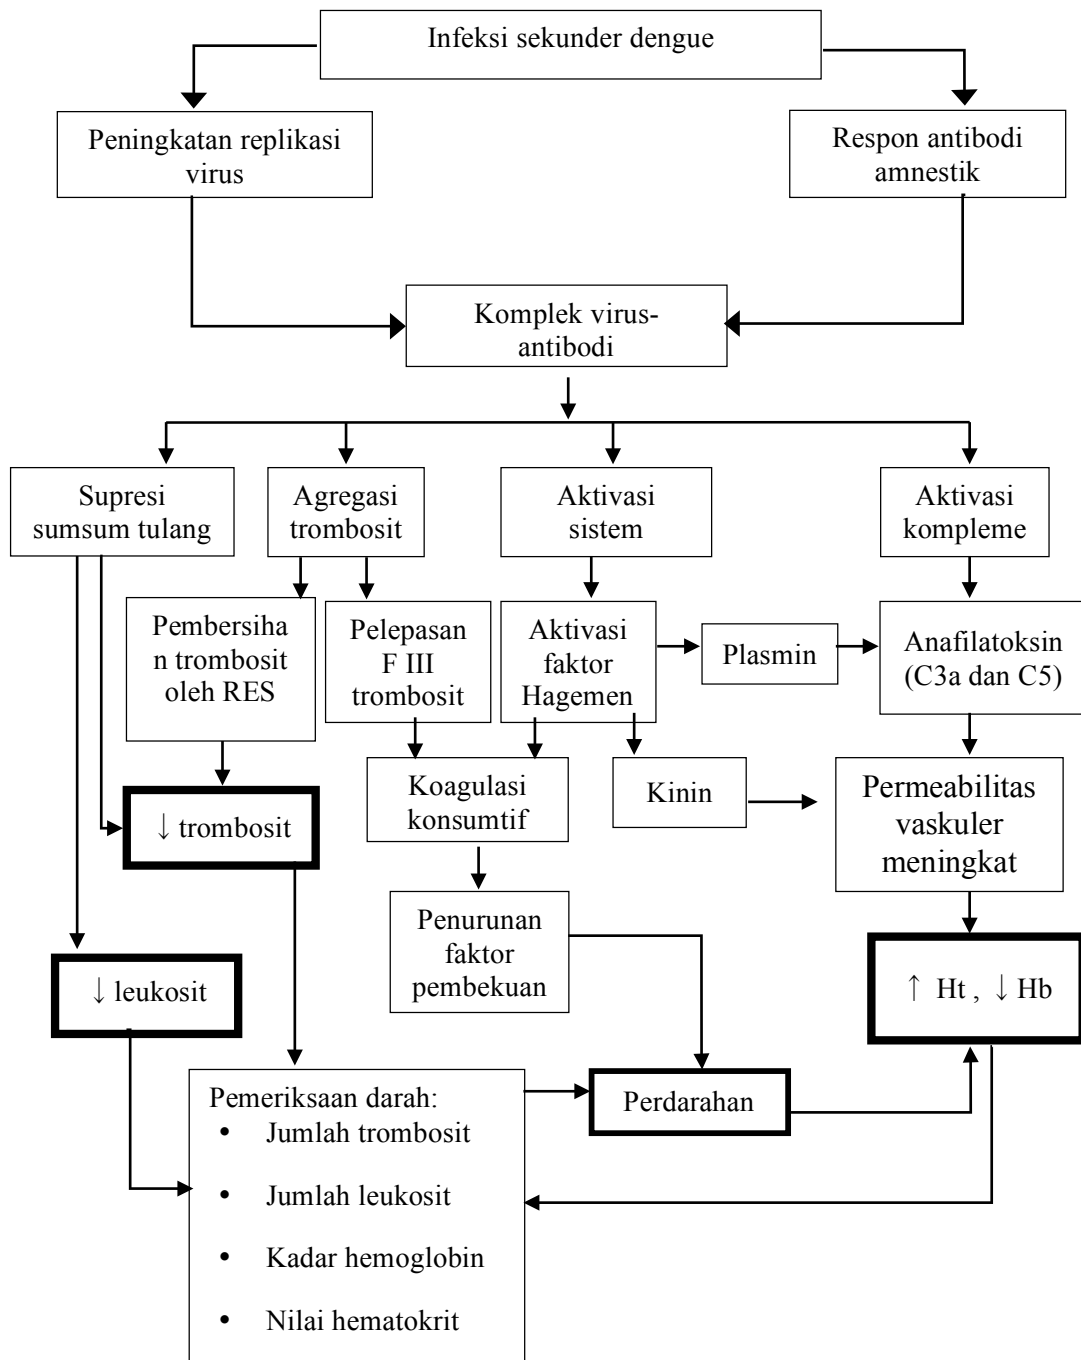 Infeksi sekunder dengue
Peningkatan replikasi
virus
Respon antibodi
amnestik
Komplek virus-
antibodi
Supresi
sumsum tulang
Agregasi
trombosit
Aktivasi
sistem
Aktivasi
kompleme
Pembersiha
n trombosit
oleh RES
Pelepasan
F III
trombosit
Aktivasi
faktor
Hagemen
Plasmin
Anafilatoksin
(C3a dan C5)
↓ trombosit
Koagulasi
konsumtif
Kinin
Permeabilitas
vaskuler
meningkat
Penurunan
faktor
pembekuan
↓ leukosit
↑ Ht , ↓ Hb
Pemeriksaan darah:
• Jumlah trombosit
• Jumlah leukosit
• Kadar hemoglobin
• Nilai hematokrit
Perdarahan